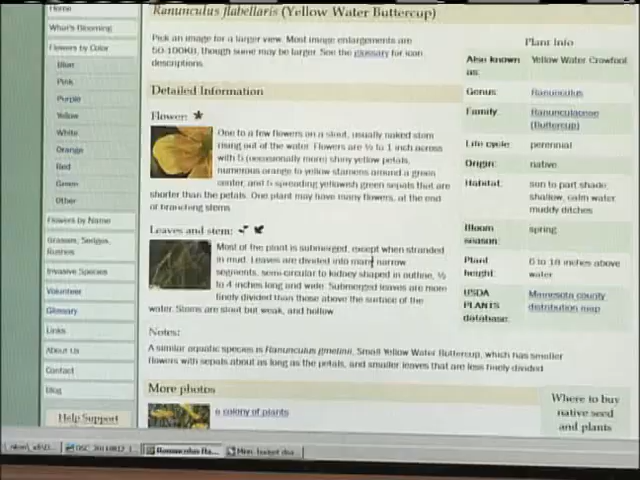 Home
What's Blooming
Flowers by Color
Blue
Pink
Purple
Yellow
White
Orange
Red
Green
Other
Flowers by Name
Grasses, Sedges, Rushes
Invasive Species
Volunteer
Glossary
Links
About Us
Contact
Blog
Help Support
Ranunculus flabellaris (Yellow Water Buttercup)
Pick an image for a larger view. Most image enlargements are
50-100Kb, though some may be larger. See the glossary for icon
descriptions.
Detailed Information
Flower:
One to a few flowers on a stout, usually naked stem
rising out of the water. Flowers are ½ to 1 inch across
with 5 (occasionally more) shiny yellow petals,
numerous orange to yellow stamens around a green
center, and 5 spreading yellowish green sepals that are
shorter than the petals. One plant may have many flowers, at the end
of branching stems
Leaves and stem:
Most of the plant is submerged, except when stranded
in mud. Leaves are divided into many narrow
segments, semi-circular to kidney shaped in outline, ½
to 4 inches long and wide. Submerged leaves are more
finely divided than those above the surface of the
water. Stems are stout but weak, and hollow
Notes:
A similar aquatic species is Ranunculus gmelini, Small Yellow Water Buttercup, which has smaller
flowers with sepals about as long as the petals, and smaller leaves that are less finely divided
More photos
a colony of plants
Plant Info
Also known as: Yellow Water Crowfoot
Genus: Ranunculus
Family: Ranunculaceae (Buttercup)
Life cycle: perennial
Origin: native
Habitat: sun to part shade; shallow, calm water, muddy ditches
Bloom season: spring
Plant height: 6 to 18 inches above water
USDA PLANTS database: Minnesota county distribution map
Where to buy
native seed
and plants
Ranunculus fla...
Minn. budget dea...